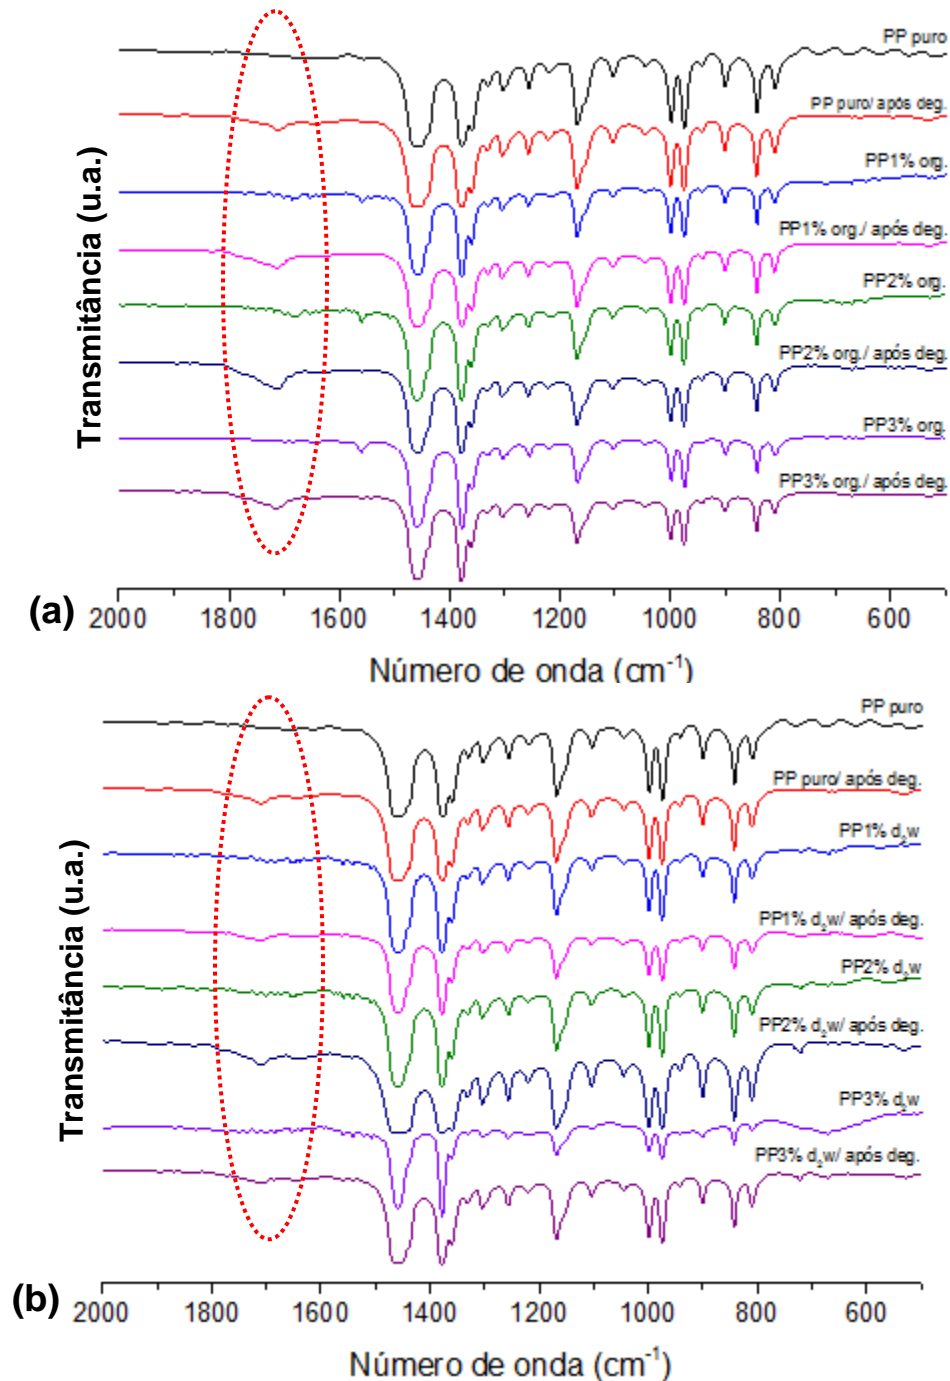 PP puro
PP puro/ após deg.
PP1% org.
PP1% org./ após deg.
PP2% org.
PP2% org./ após deg.
PP3% org.
PP3% org./ após deg.
Transmitância (u.a.)
(a)
2000 1800 1600 1400 1200 1000 800 600
Número de onda (cm⁻¹)
PP puro
PP puro/ após deg.
PP1% d₂w
PP1% d₂w/ após deg.
PP2% d₂w
PP2% d₂w/ após deg.
PP3% d₂w
PP3% d₂w/ após deg.
Transmitância (u.a.)
(b)
2000 1800 1600 1400 1200 1000 800 600
Número de onda (cm⁻¹)